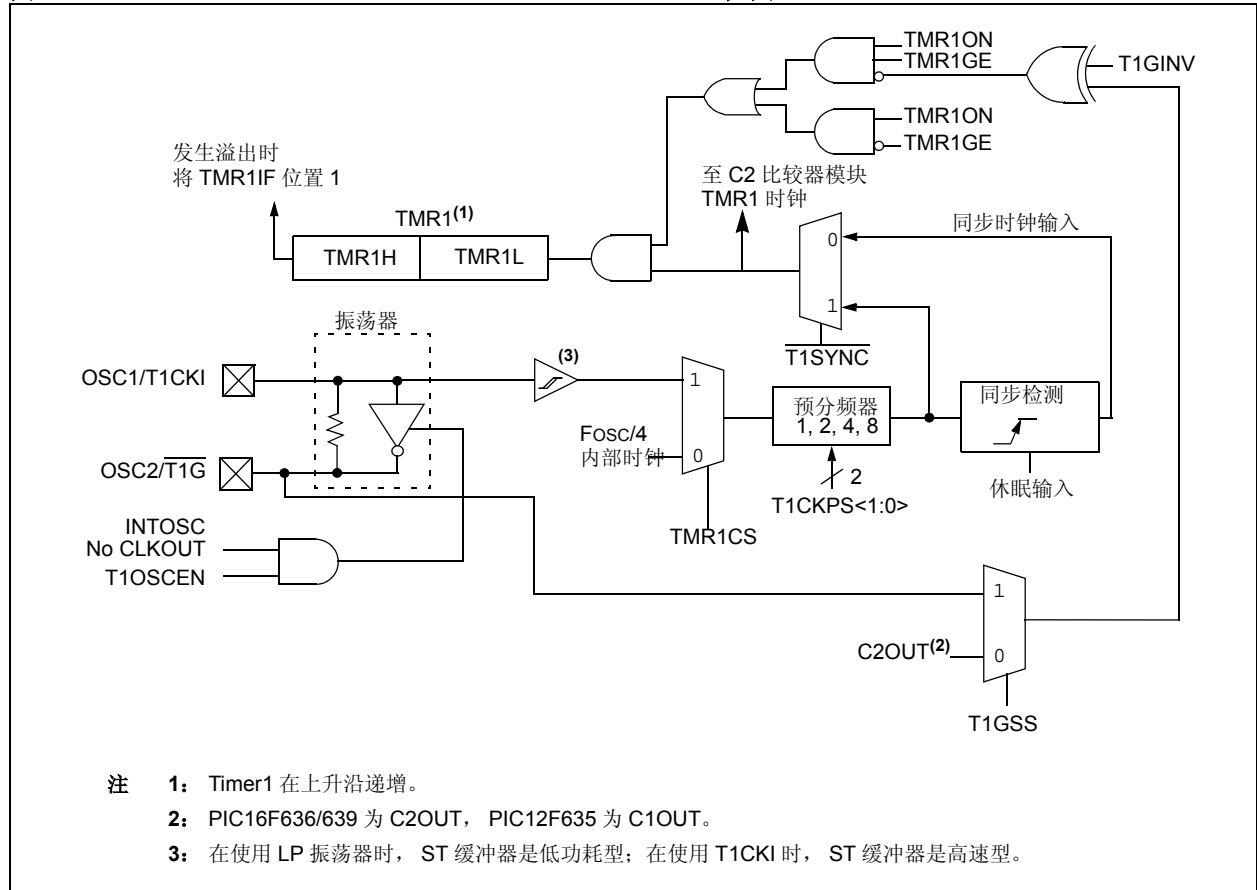 TMR1ON
TMR1GE
T1GINV
TMR1ON
TMR1GE
发生溢出时
将 TMR1IF 位置 1
至 C2 比较器模块
TMR1 时钟
TMR1(1)
TMR1H
TMR1L
0
1
同步时钟输入
T1SYNC
振荡器
OSC1/T1CKI
(3)
1
0
FOSC/4
内部时钟
预分频器
1, 2, 4, 8
同步检测
OSC2/T1G
2
T1CKPS<1:0>
休眠输入
TMR1CS
INTOSC
No CLKOUT
T1OSCEN
1
0
C2OUT(2)
T1GSS
注 1： Timer1 在上升沿递增。
2： PIC16F636/639 为 C2OUT， PIC12F635 为 C1OUT。
3： 在使用 LP 振荡器时， ST 缓冲器是低功耗型；在使用 T1CKI 时， ST 缓冲器是高速型。